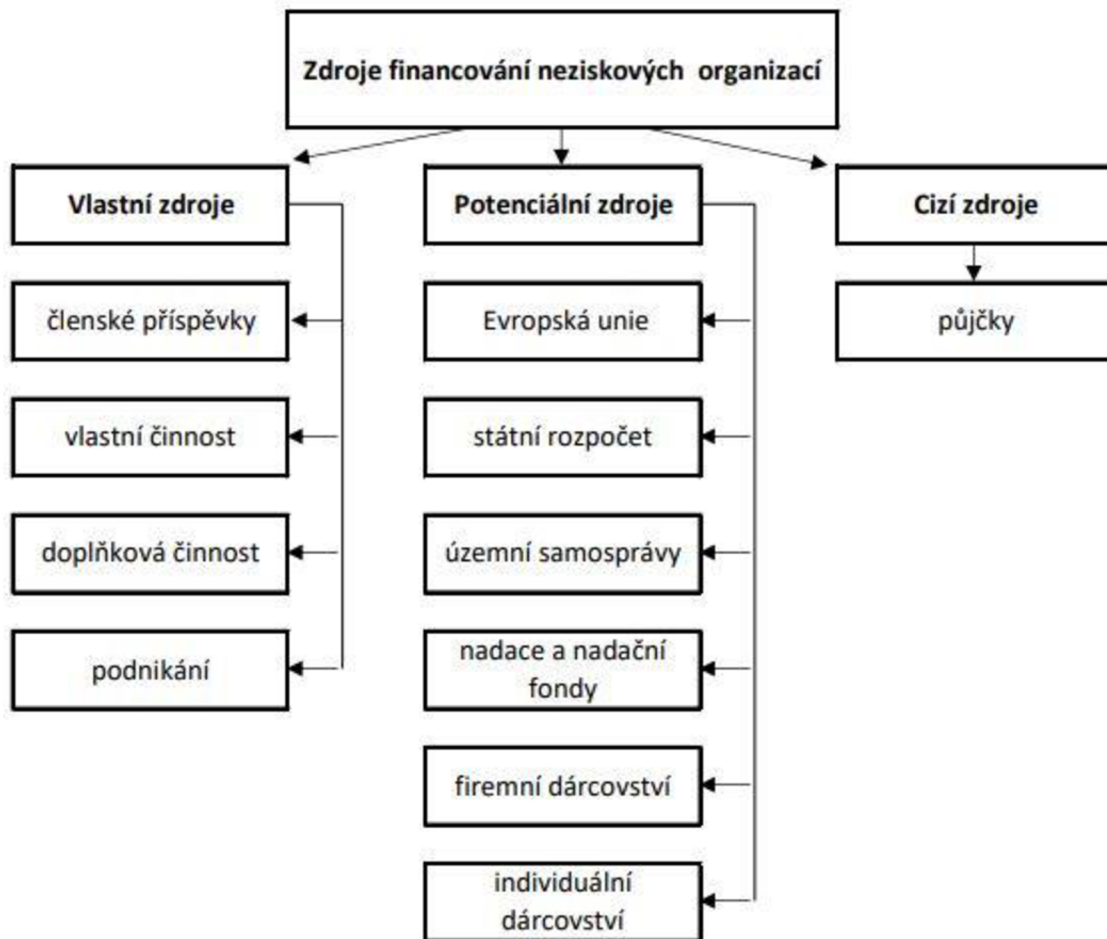 Zdroje financování neziskových organizací
Vlastní zdroje
členské příspěvky
vlastní činnost
doplňková činnost
podnikání
Potenciální zdroje
Evropská unie
státní rozpočet
územní samosprávy
nadace a nadační
fondy
firemní dárcovství
individuální
dárcovství
Cizí zdroje
půjčky